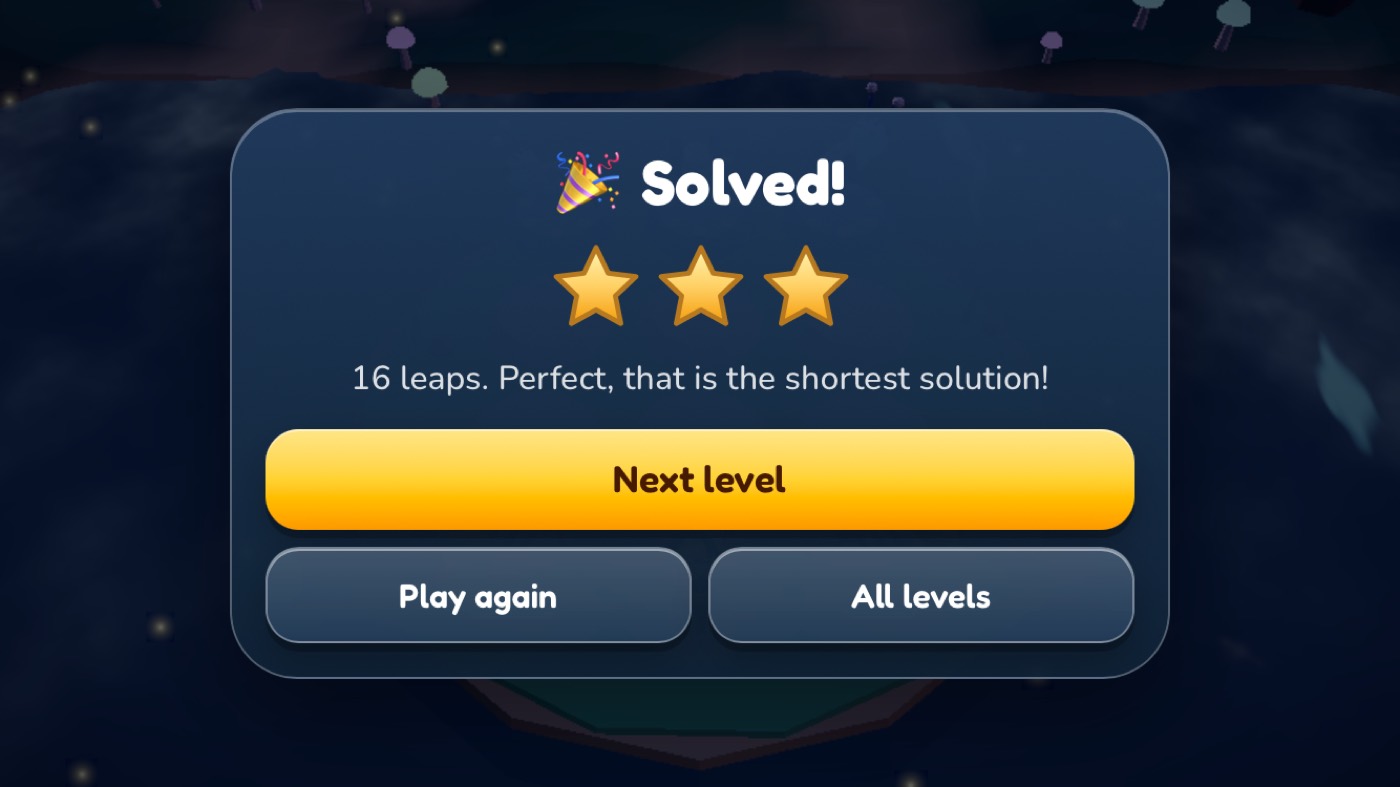 Solved!
16 leaps. Perfect, that is the shortest solution!
Next level
Play again
All levels